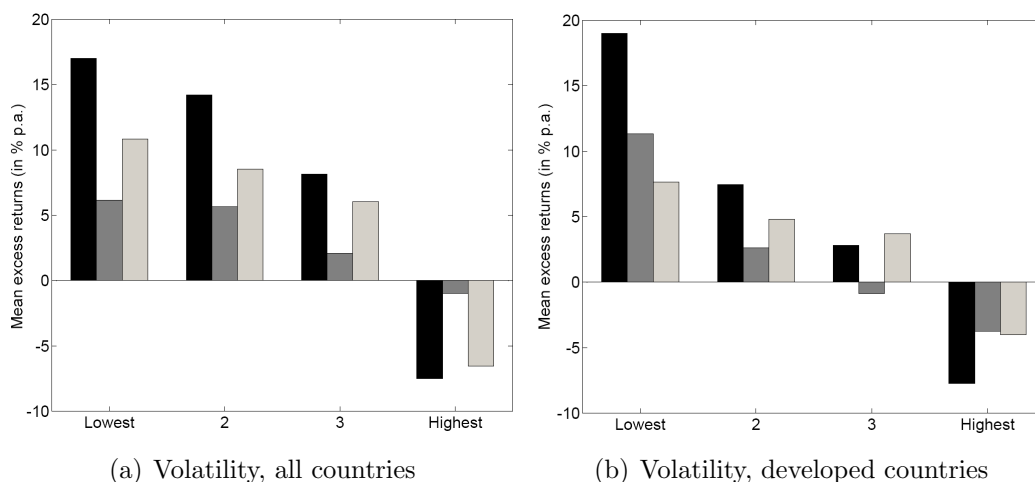 20
15
10
5
0
-5
-10
Mean excess returns (in % p.a.)
Lowest 2 3 Highest
(a) Volatility, all countries
20
15
10
5
0
-5
-10
Mean excess returns (in % p.a.)
Lowest 2 3 Highest
(b) Volatility, developed countries